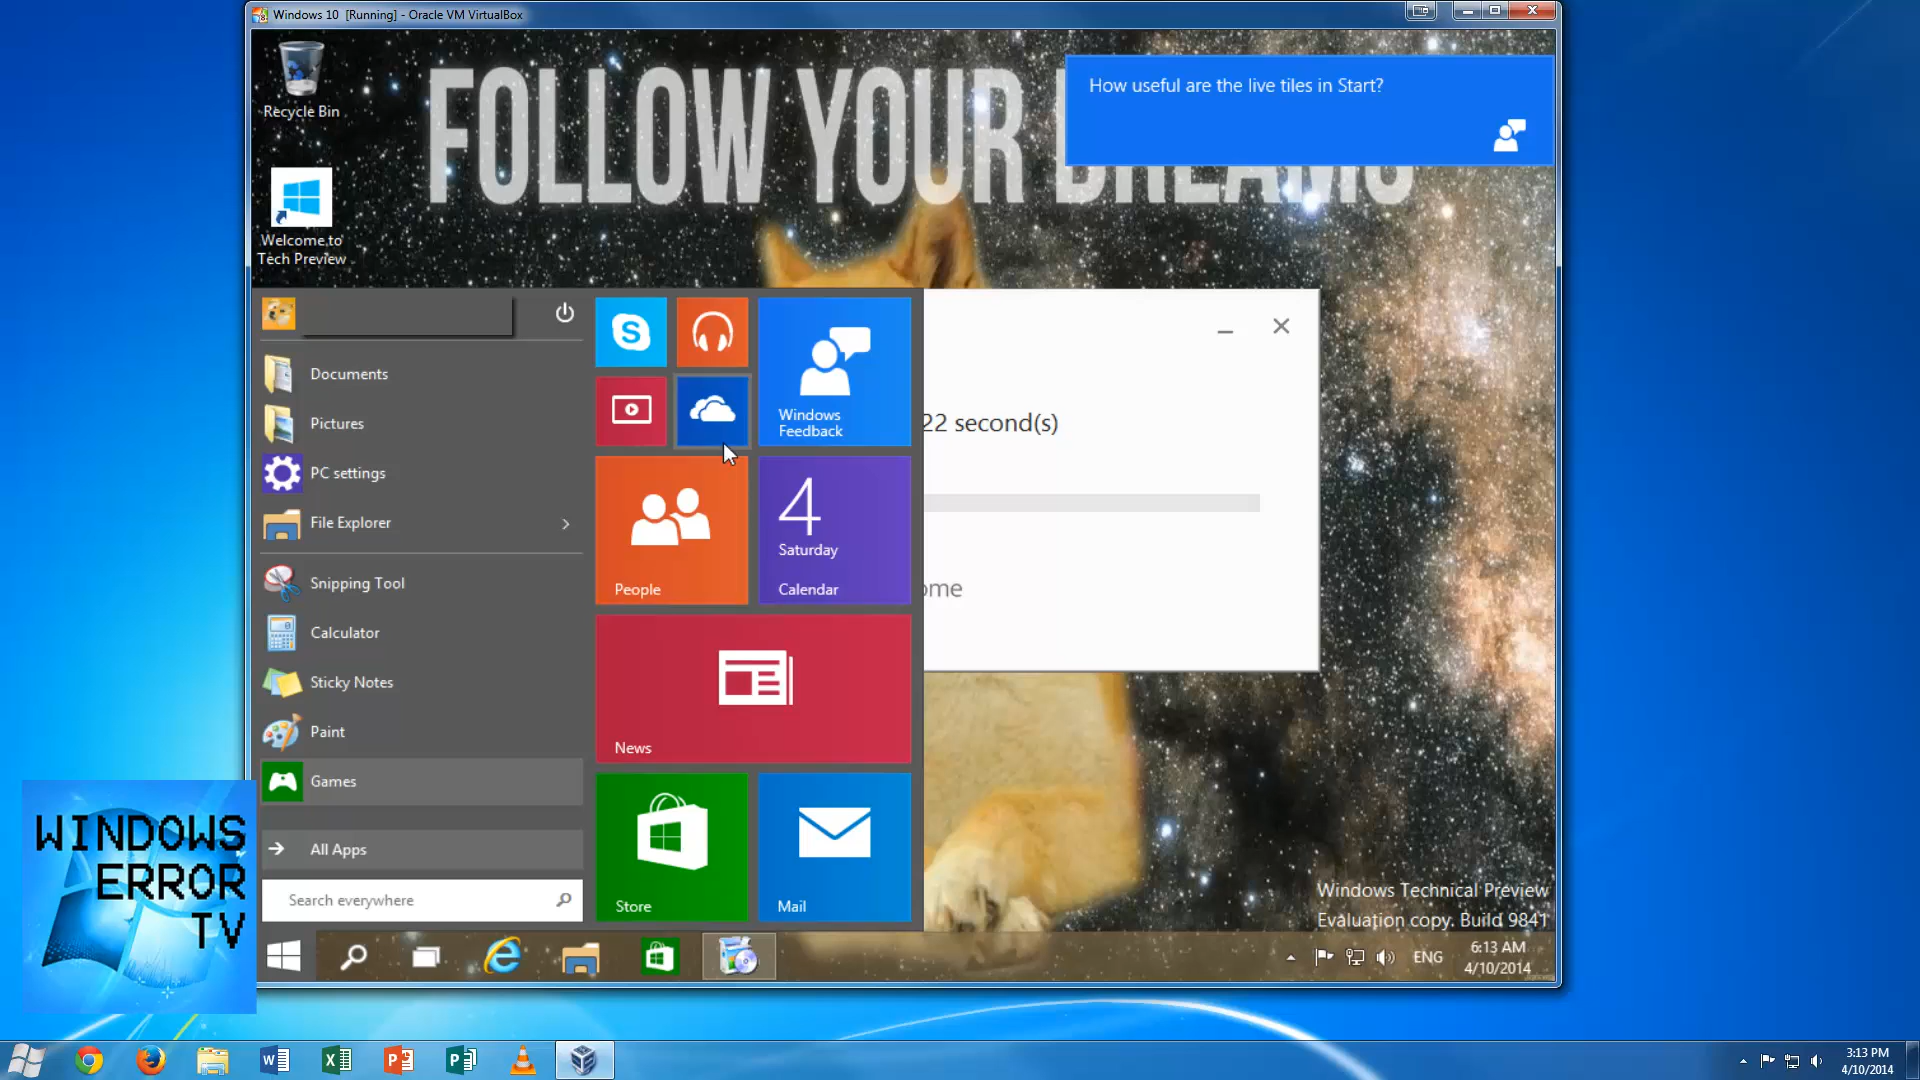 Windows 10 [Running] - Oracle VM VirtualBox
Recycle Bin
Welcome to
Tech Preview
FOLLOW YOUR DREAMS
How useful are the live tiles in Start?
Documents
Pictures
PC settings
File Explorer
Snipping Tool
Calculator
Sticky Notes
Paint
Games
All Apps
Search everywhere
S
Windows
Feedback
People
4
Saturday
Calendar
News
Store
Mail
22 second(s)
ome
Windows Technical Preview
Evaluation copy. Build 9841
ENG
6:13 AM
4/10/2014
WINDOWS
ERROR
TV
3:13 PM
4/10/2014